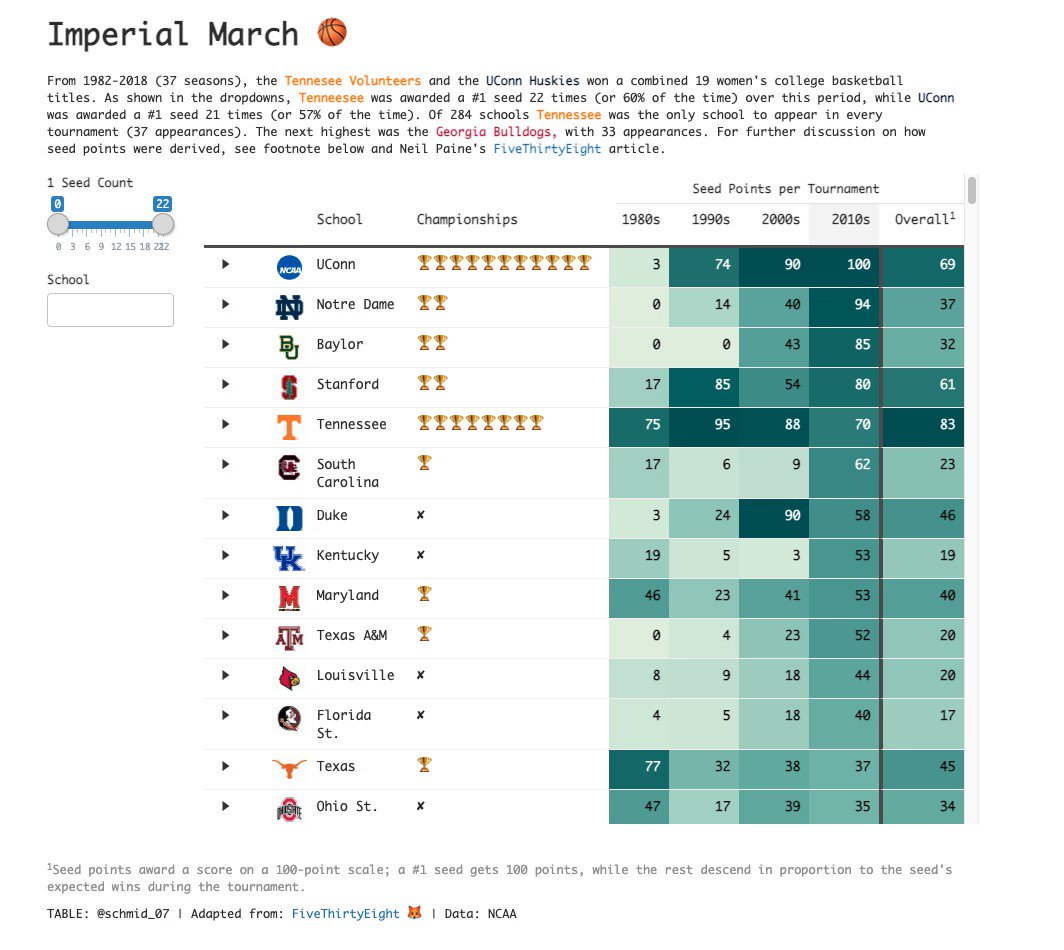 Imperial March 🏀
From 1982-2018 (37 seasons), the Tennesee Volunteers and the UConn Huskies won a combined 19 women's college basketball
titles. As shown in the dropdowns, Tenneesee was awarded a #1 seed 22 times (or 60% of the time) over this period, while UConn
was awarded a #1 seed 21 times (or 57% of the time). Of 284 schools Tennessee was the only school to appear in every
tournament (37 appearances). The next highest was the Georgia Bulldogs, with 33 appearances. For further discussion on how
seed points were derived, see footnote below and Neil Paine's FiveThirtyEight article.
1 Seed Count
0 22
0 3 6 9 12 15 18 2122
School
Seed Points per Tournament
School Championships 1980s 1990s 2000s 2010s Overall¹
NCAA UConn 🏆🏆🏆🏆🏆🏆🏆🏆🏆🏆🏆 3 74 90 100 69
ND Notre Dame 🏆🏆 0 14 40 94 37
BU Baylor 🏆🏆 0 0 43 85 32
S Stanford 🏆🏆 17 85 54 80 61
T Tennessee 🏆🏆🏆🏆🏆🏆🏆🏆 75 95 88 70 83
C South Carolina 🏆 17 6 9 62 23
D Duke ✘ 3 24 90 58 46
UK Kentucky ✘ 19 5 3 53 19
M Maryland 🏆 46 23 41 53 40
ATM Texas A&M 🏆 0 4 23 52 20
Louisville ✘ 8 9 18 44 20
Florida St. ✘ 4 5 18 40 17
Texas 🏆 77 32 38 37 45
OHIO STATE Ohio St. ✘ 47 17 39 35 34
¹Seed points award a score on a 100-point scale; a #1 seed gets 100 points, while the rest descend in proportion to the seed's
expected wins during the tournament.
TABLE: @schmid_07 | Adapted from: FiveThirtyEight 🦊 | Data: NCAA